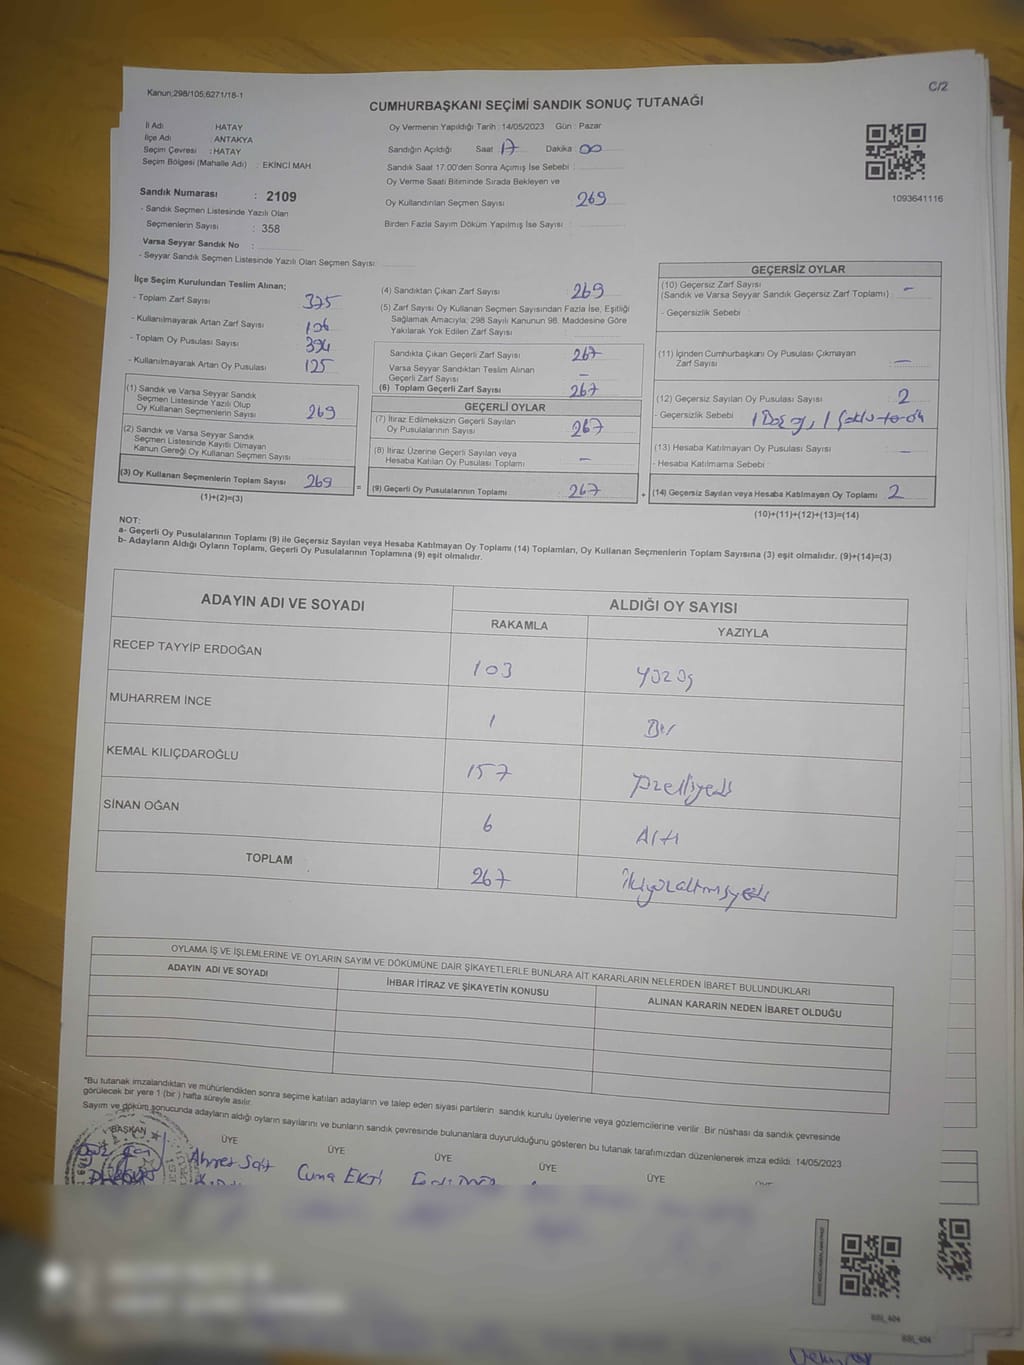 Kanun;298/105,6271/18-1
C/2
CUMHURBAŞKANI SEÇİMİ SANDIK SONUÇ TUTANAĞI
İl Adı : HATAY
İlçe Adı : ANTAKYA
Seçim Çevresi : HATAY
Seçim Bölgesi (Mahalle Adı) : EKİNCİ MAH.
Sandık Numarası : 2109
- Sandık Seçmen Listesinde Yazılı Olan
Seçmenlerin Sayısı : 358
Varsa Seyyar Sandık No :
- Seyyar Sandık Seçmen Listesinde Yazılı Olan Seçmen Sayısı:
Oy Vermenin Yapıldığı Tarih : 14/05/2023 Gün : Pazar
Sandığın Açıldığı Saat 17 Dakika 00
Sandık Saat 17:00'den Sonra Açımış İse Sebebi :
Oy Verme Saati Bitiminde Sırada Bekleyen ve
Oy Kullandırılan Seçmen Sayısı 269
Birden Fazla Sayım Döküm Yapılmış İse Sayısı :
1093641116
İlçe Seçim Kurulundan Teslim Alınan;
- Toplam Zarf Sayısı 375
- Kullanılmayarak Artan Zarf Sayısı 106
- Toplam Oy Pusulası Sayısı 394
- Kullanılmayarak Artan Oy Pusulası 125
(1) Sandık ve Varsa Seyyar Sandık
Seçmen Listesinde Yazılı Olup
Oy Kullanan Seçmenlerin Sayısı 269
(2) Sandık ve Varsa Seyyar Sandık
Seçmen Listesinde Kayıtlı Olmayan
Kanun Gereği Oy Kullanan Seçmen Sayısı
(3) Oy Kullanan Seçmenlerin Toplam Sayısı 269
(1)+(2)=(3)
(4) Sandıktan Çıkan Zarf Sayısı 269
(5) Zarf Sayısı Oy Kullanan Seçmen Sayısından Fazla İse, Eşitliği
Sağlamak Amacıyla; 298 Sayılı Kanunun 98. Maddesine Göre
Yakılarak Yok Edilen Zarf Sayısı :
Sandıkta Çıkan Geçerli Zarf Sayısı 267
Varsa Seyyar Sandıktan Teslim Alınan
Geçerli Zarf Sayısı –
(6) Toplam Geçerli Zarf Sayısı 267
GEÇERLİ OYLAR
(7) İtiraz Edilmeksizin Geçerli Sayılan
Oy Pusulalarının Sayısı 267
(8) İtiraz Üzerine Geçerli Sayılan veya
Hesaba Katılan Oy Pusulası Toplamı –
= (9) Geçerli Oy Pusulalarının Toplamı 267
GEÇERSİZ OYLAR
(10) Geçersiz Zarf Sayısı
(Sandık ve Varsa Seyyar Sandık Geçersiz Zarf Toplamı) : –
- Geçersizlik Sebebi :
(11) İçinden Cumhurbaşkanı Oy Pusulası Çıkmayan
Zarf Sayısı : –
(12) Geçersiz Sayılan Oy Pusulası Sayısı : 2
- Geçersizlik Sebebi :
(13) Hesaba Katılmayan Oy Pusulası Sayısı : –
- Hesaba Katılmama Sebebi :
+ (14) Geçersiz Sayılan veya Hesaba Katılmayan Oy Toplamı 2
(10)+(11)+(12)+(13)=(14)
NOT:
a- Geçerli Oy Pusulalarının Toplamı (9) ile Geçersiz Sayılan veya Hesaba Katılmayan Oy Toplamı (14) Toplamları, Oy Kullanan Seçmenlerin Toplam Sayısına (3) eşit olmalıdır. (9)+(14)=(3)
b- Adayların Aldığı Oyların Toplamı, Geçerli Oy Pusulalarının Toplamına (9) eşit olmalıdır.
ADAYIN ADI VE SOYADI ALDIĞI OY SAYISI
RAKAMLA YAZIYLA
RECEP TAYYİP ERDOĞAN 103 Yüzüç
MUHARREM İNCE 1 Bir
KEMAL KILIÇDAROĞLU 157 Yüzelliyedi
SİNAN OĞAN 6 Altı
TOPLAM 267 İkiyüzaltmışyedi
OYLAMA İŞ VE İŞLEMLERİNE VE OYLARIN SAYIM VE DÖKÜMÜNE DAİR ŞİKAYETLERLE BUNLARA AİT KARARLARIN NELERDEN İBARET BULUNDUKLARI
ADAYIN ADI VE SOYADI İHBAR İTİRAZ VE ŞİKAYETİN KONUSU ALINAN KARARIN NEDEN İBARET OLDUĞU
*Bu tutanak imzalandıktan ve mühürlendikten sonra seçime katılan adayların ve talep eden siyasi partilerin sandık kurulu üyelerine veya gözlemcilerine verilir. Bir nüshası da sandık çevresinde
görülecek bir yere 1 (bir ) hafta süreyle asılır.
Sayım ve döküm sonucunda adayların aldığı oyların sayılarını ve bunların sandık çevresinde bulunanlara duyurulduğunu gösteren bu tutanak tarafımızdan düzenlenerek imza edildi. 14/05/2023
BAŞKAN ÜYE ÜYE ÜYE ÜYE ÜYE
Ahmet Sait Cuma EKTİ